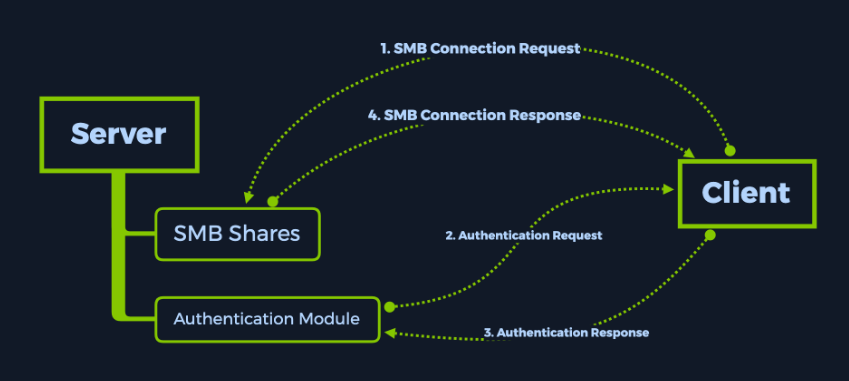 1. SMB Connection Request
4. SMB Connection Response
Server
Client
SMB Shares
2. Authentication Request
Authentication Module
3. Authentication Response